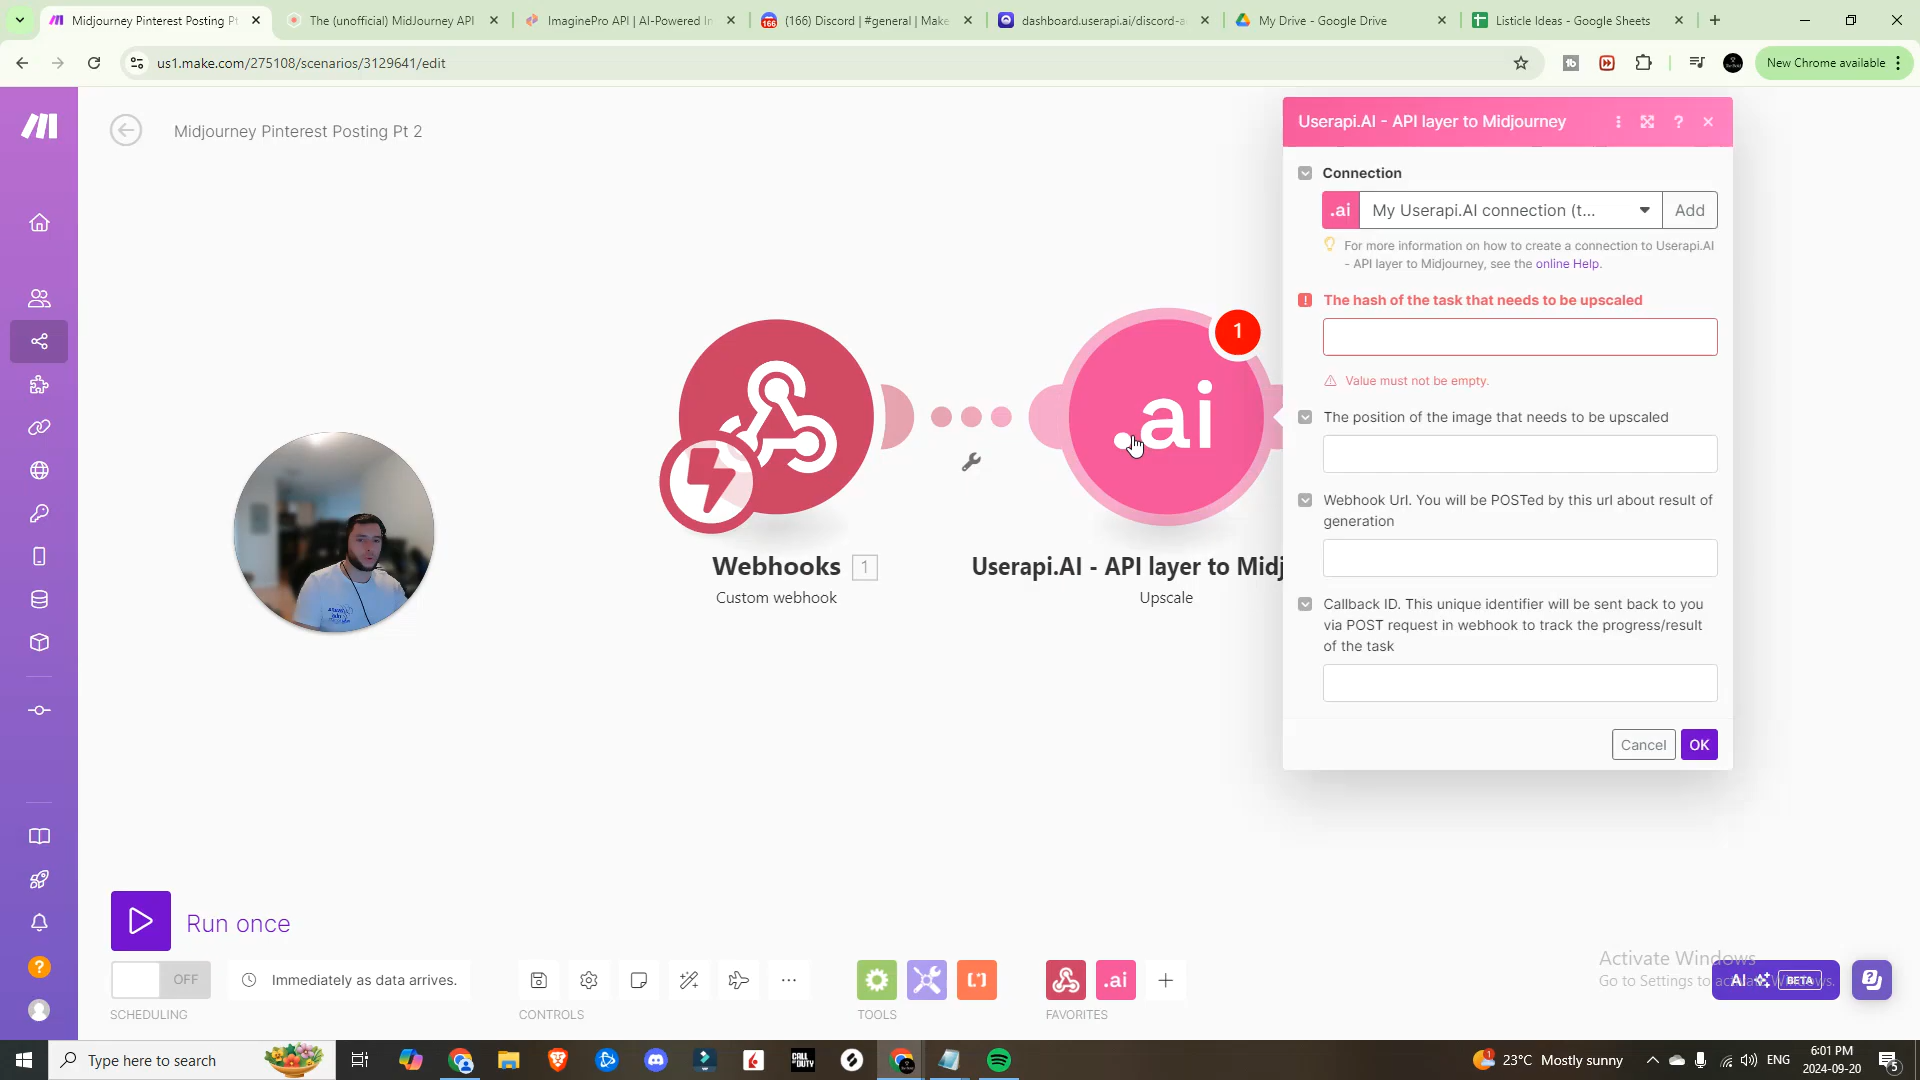 Midjourney Pinterest Posting Pt
The (unofficial) MidJourney API
ImaginePro API | AI-Powered In
(166) Discord | #general | Make
dashboard.userapi.ai/discord-a
My Drive - Google Drive
Listicle Ideas - Google Sheets
us1.make.com/275108/scenarios/3129641/edit
New Chrome available
Midjourney Pinterest Posting Pt 2
Userapi.AI - API layer to Midjourney
Connection
.ai
My Userapi.AI connection (t...
Add
For more information on how to create a connection to Userapi.AI
- API layer to Midjourney, see the online Help.
The hash of the task that needs to be upscaled
Value must not be empty.
The position of the image that needs to be upscaled
Webhook Url. You will be POSTed by this url about result of
generation
Callback ID. This unique identifier will be sent back to you
via POST request in webhook to track the progress/result
of the task
Cancel
OK
1
.ai
Webhooks 1
Custom webhook
Userapi.AI - API layer to Midj
Upscale
Run once
OFF
Immediately as data arrives.
SCHEDULING
CONTROLS
TOOLS
.ai
FAVORITES
Activate Windows
Go to Settings to activate Windows.
AI
BETA
Type here to search
CALL OF DUTY
23°C Mostly sunny
ENG
6:01 PM
2024-09-20
5